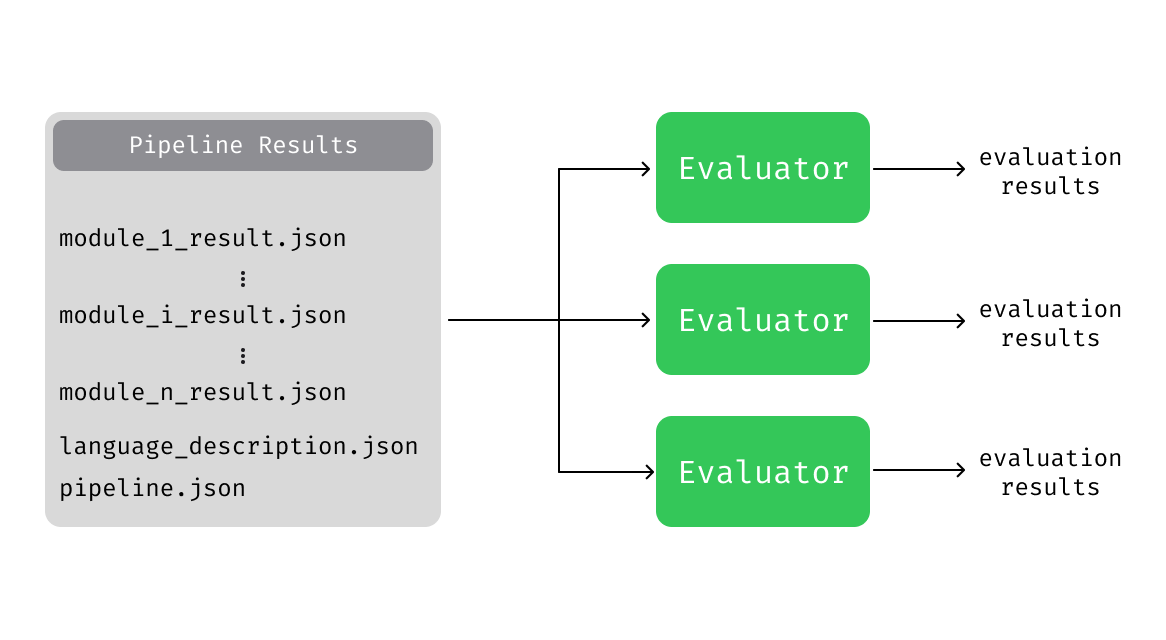 Pipeline Results
module_1_result.json
module_i_result.json
module_n_result.json
language_description.json
pipeline.json
Evaluator
evaluation
results
Evaluator
evaluation
results
Evaluator
evaluation
results